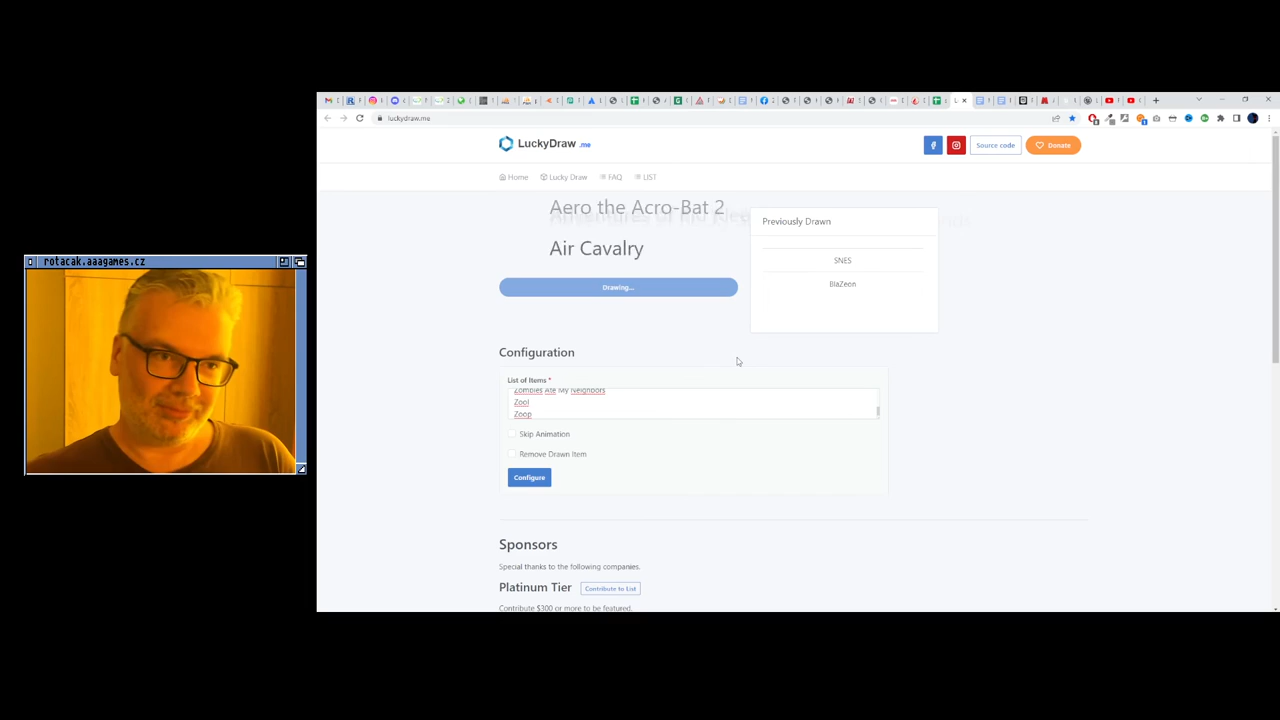 luckydraw.me
LuckyDraw .me
Source code
Donate
Home
Lucky Draw
FAQ
LIST
rotacak.aaagames.cz
Aero the Acro-Bat 2
Air Cavalry
Drawing...
Previously Drawn
SNES
BlaZeon
Configuration
List of Items *
Zombies Ate My Neighbors
Zool
Zoop
Skip Animation
Remove Drawn Item
Configure
Sponsors
Special thanks to the following companies.
Platinum Tier
Contribute to List
Contribute $300 or more to be featured.